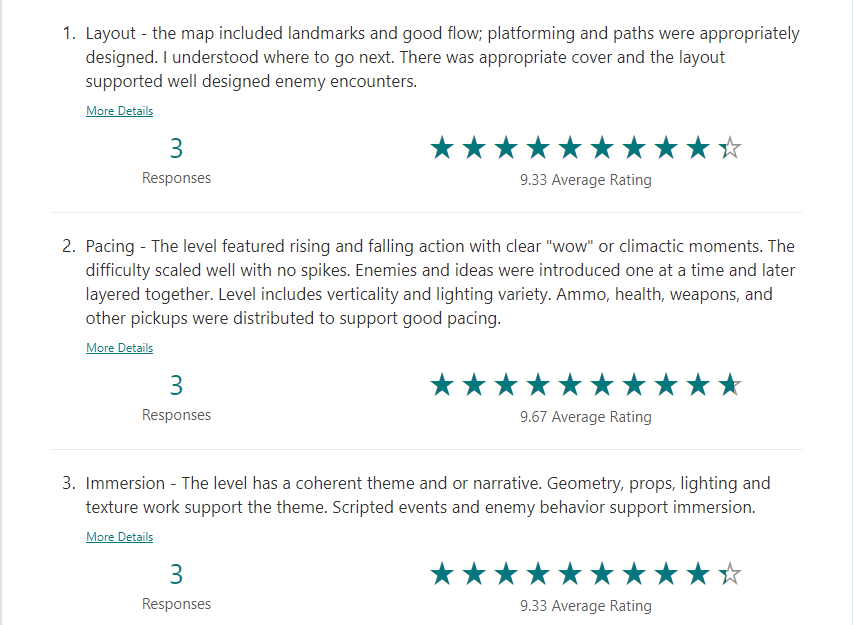 1. Layout - the map included landmarks and good flow; platforming and paths were appropriately
designed. I understood where to go next. There was appropriate cover and the layout
supported well designed enemy encounters.
More Details
3
Responses
9.33 Average Rating
2. Pacing - The level featured rising and falling action with clear "wow" or climactic moments. The
difficulty scaled well with no spikes. Enemies and ideas were introduced one at a time and later
layered together. Level includes verticality and lighting variety. Ammo, health, weapons, and
other pickups were distributed to support good pacing.
More Details
3
Responses
9.67 Average Rating
3. Immersion - The level has a coherent theme and or narrative. Geometry, props, lighting and
texture work support the theme. Scripted events and enemy behavior support immersion.
More Details
3
Responses
9.33 Average Rating